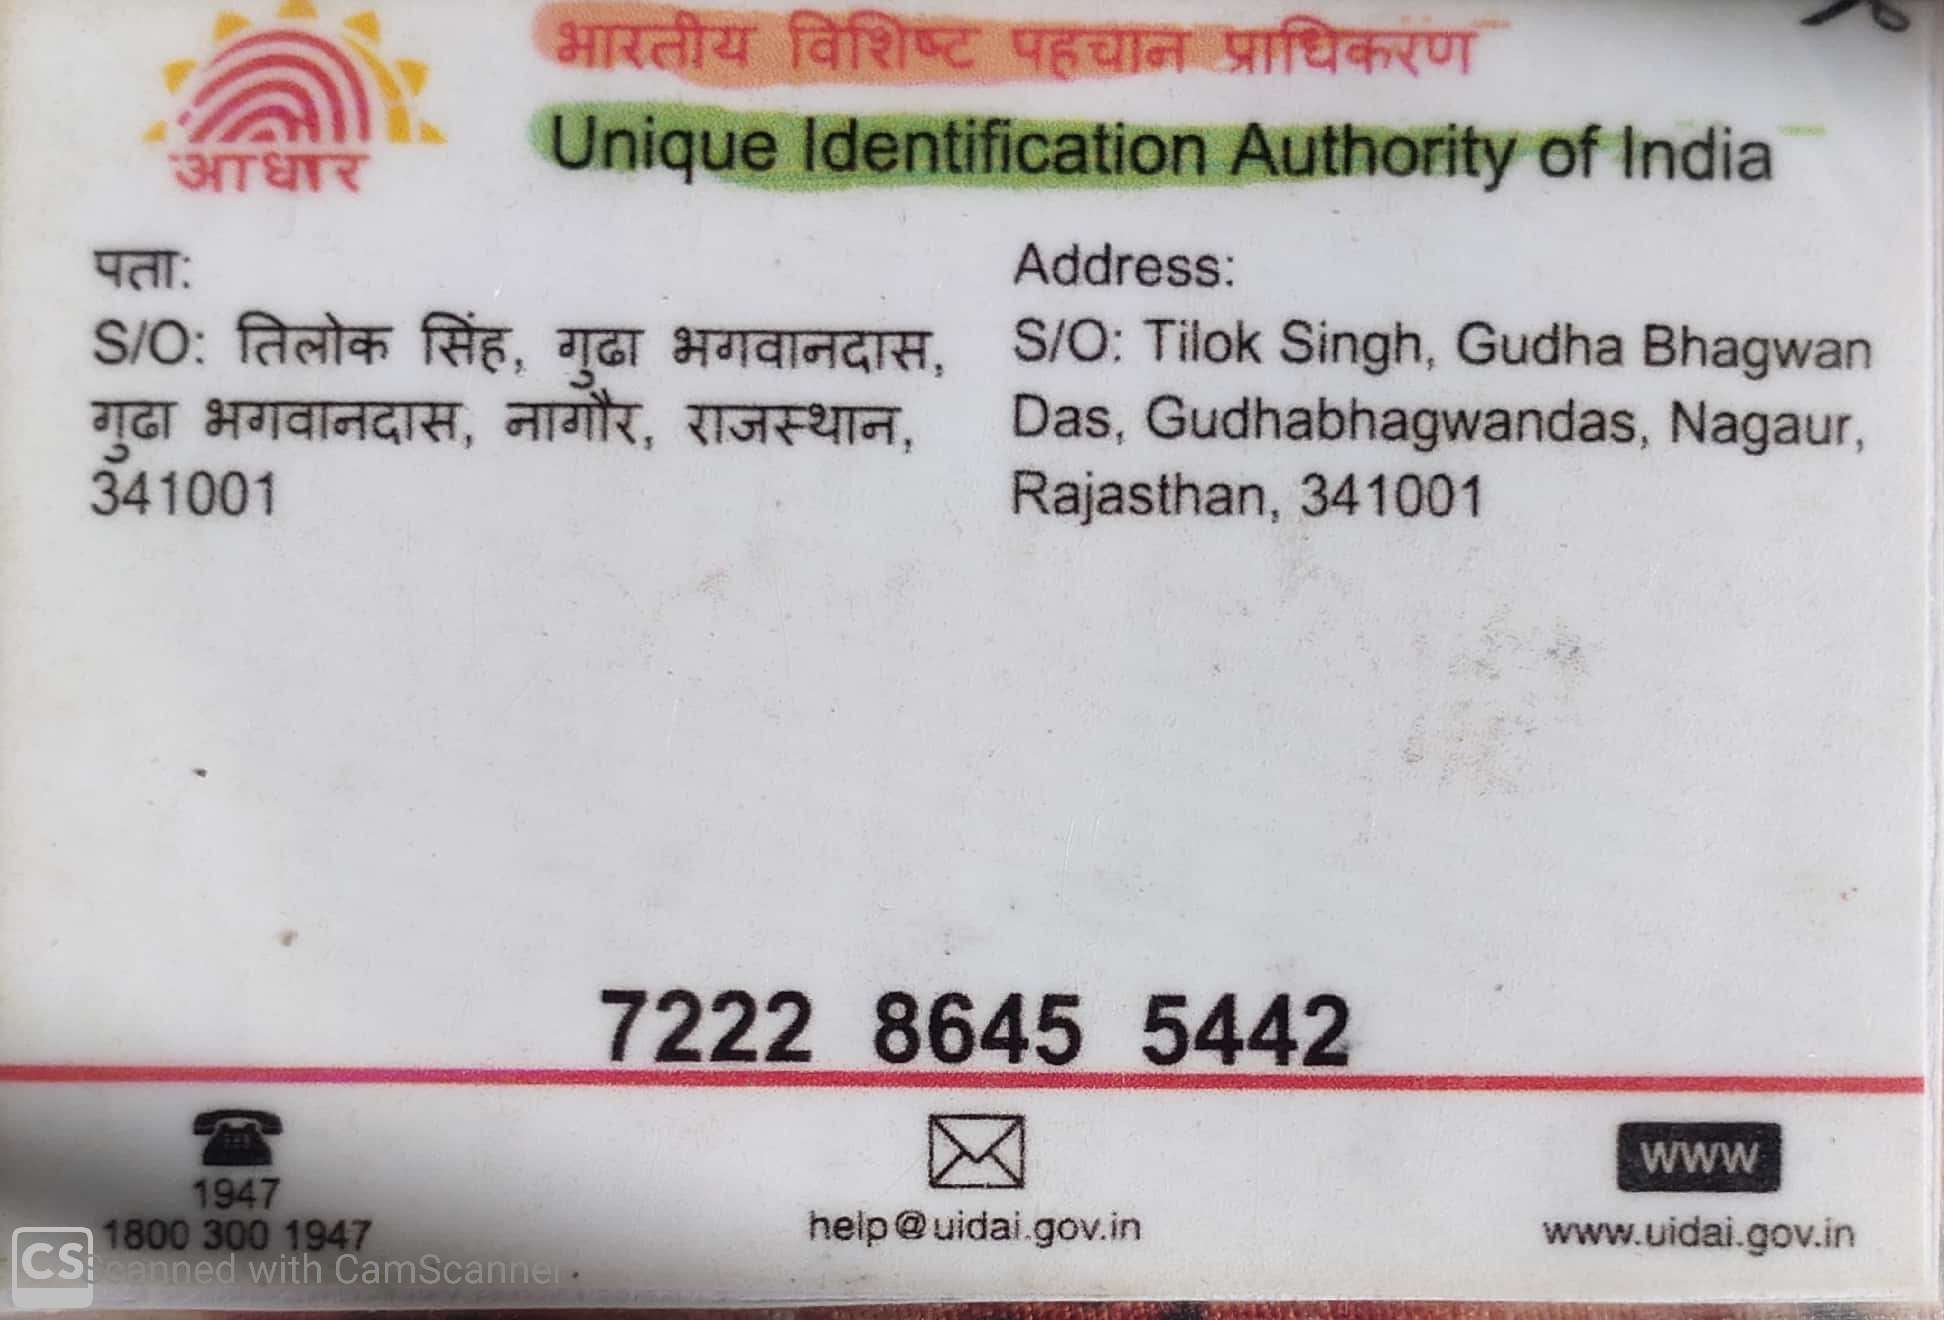 भारतीय विशिष्ट पहचान प्राधिकरण
Unique Identification Authority of India
आधार
पता:
S/O: तिलोक सिंह, गुढा भगवानदास,
गुढा भगवानदास, नागौर, राजस्थान,
341001
Address:
S/O: Tilok Singh, Gudha Bhagwan
Das, Gudhabhagwandas, Nagaur,
Rajasthan, 341001
7222 8645 5442
1947
1800 300 1947
help@uidai.gov.in
www
www.uidai.gov.in
CS Scanned with CamScanner